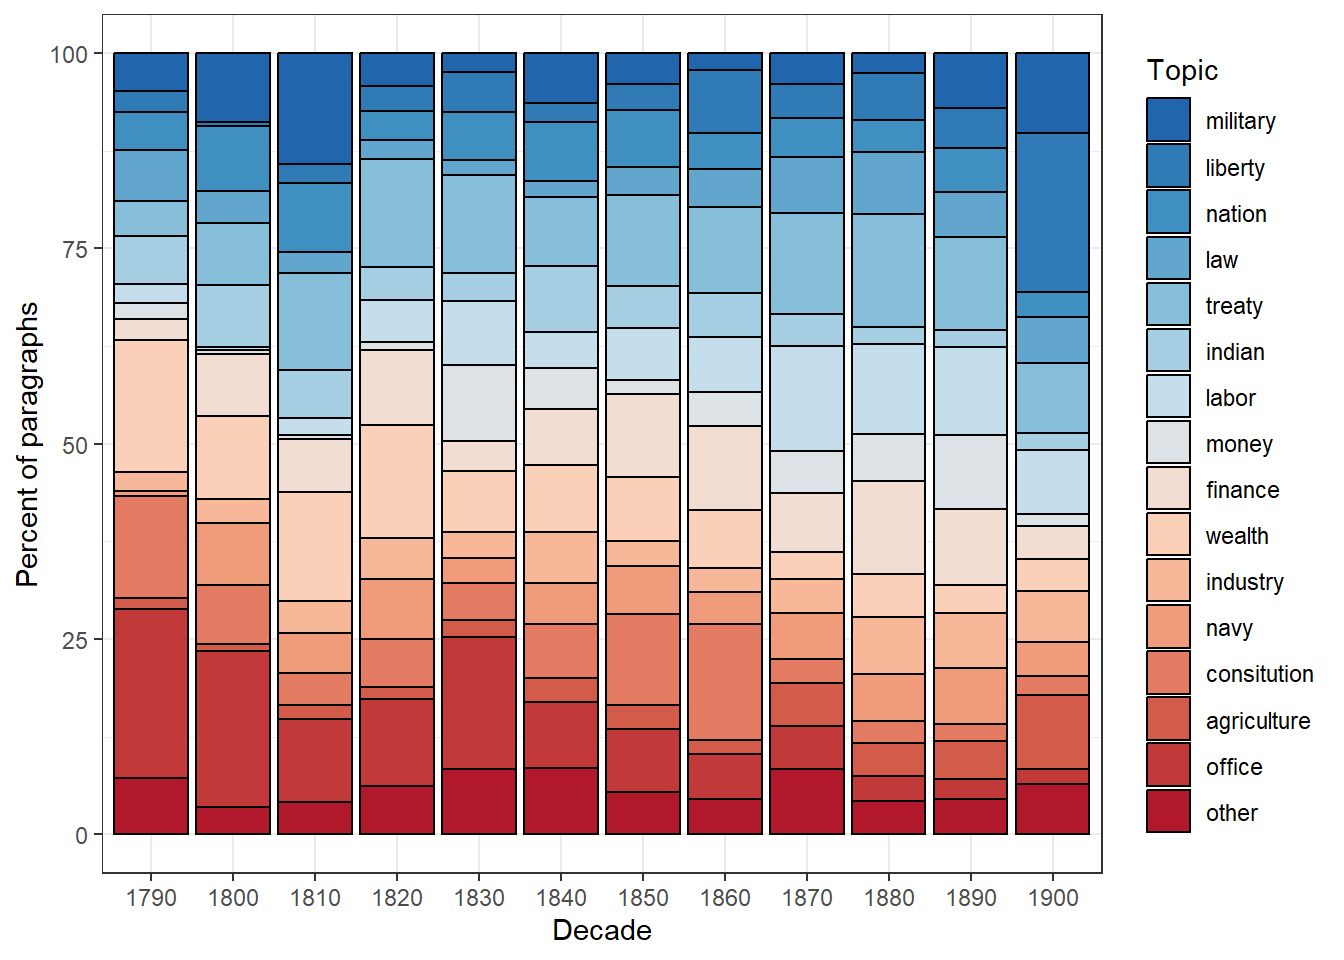 Topic
military
liberty
nation
law
treaty
indian
labor
money
finance
wealth
industry
navy
consitution
agriculture
office
other
Percent of paragraphs
100
75
50
25
0
1790 1800 1810 1820 1830 1840 1850 1860 1870 1880 1890 1900
Decade